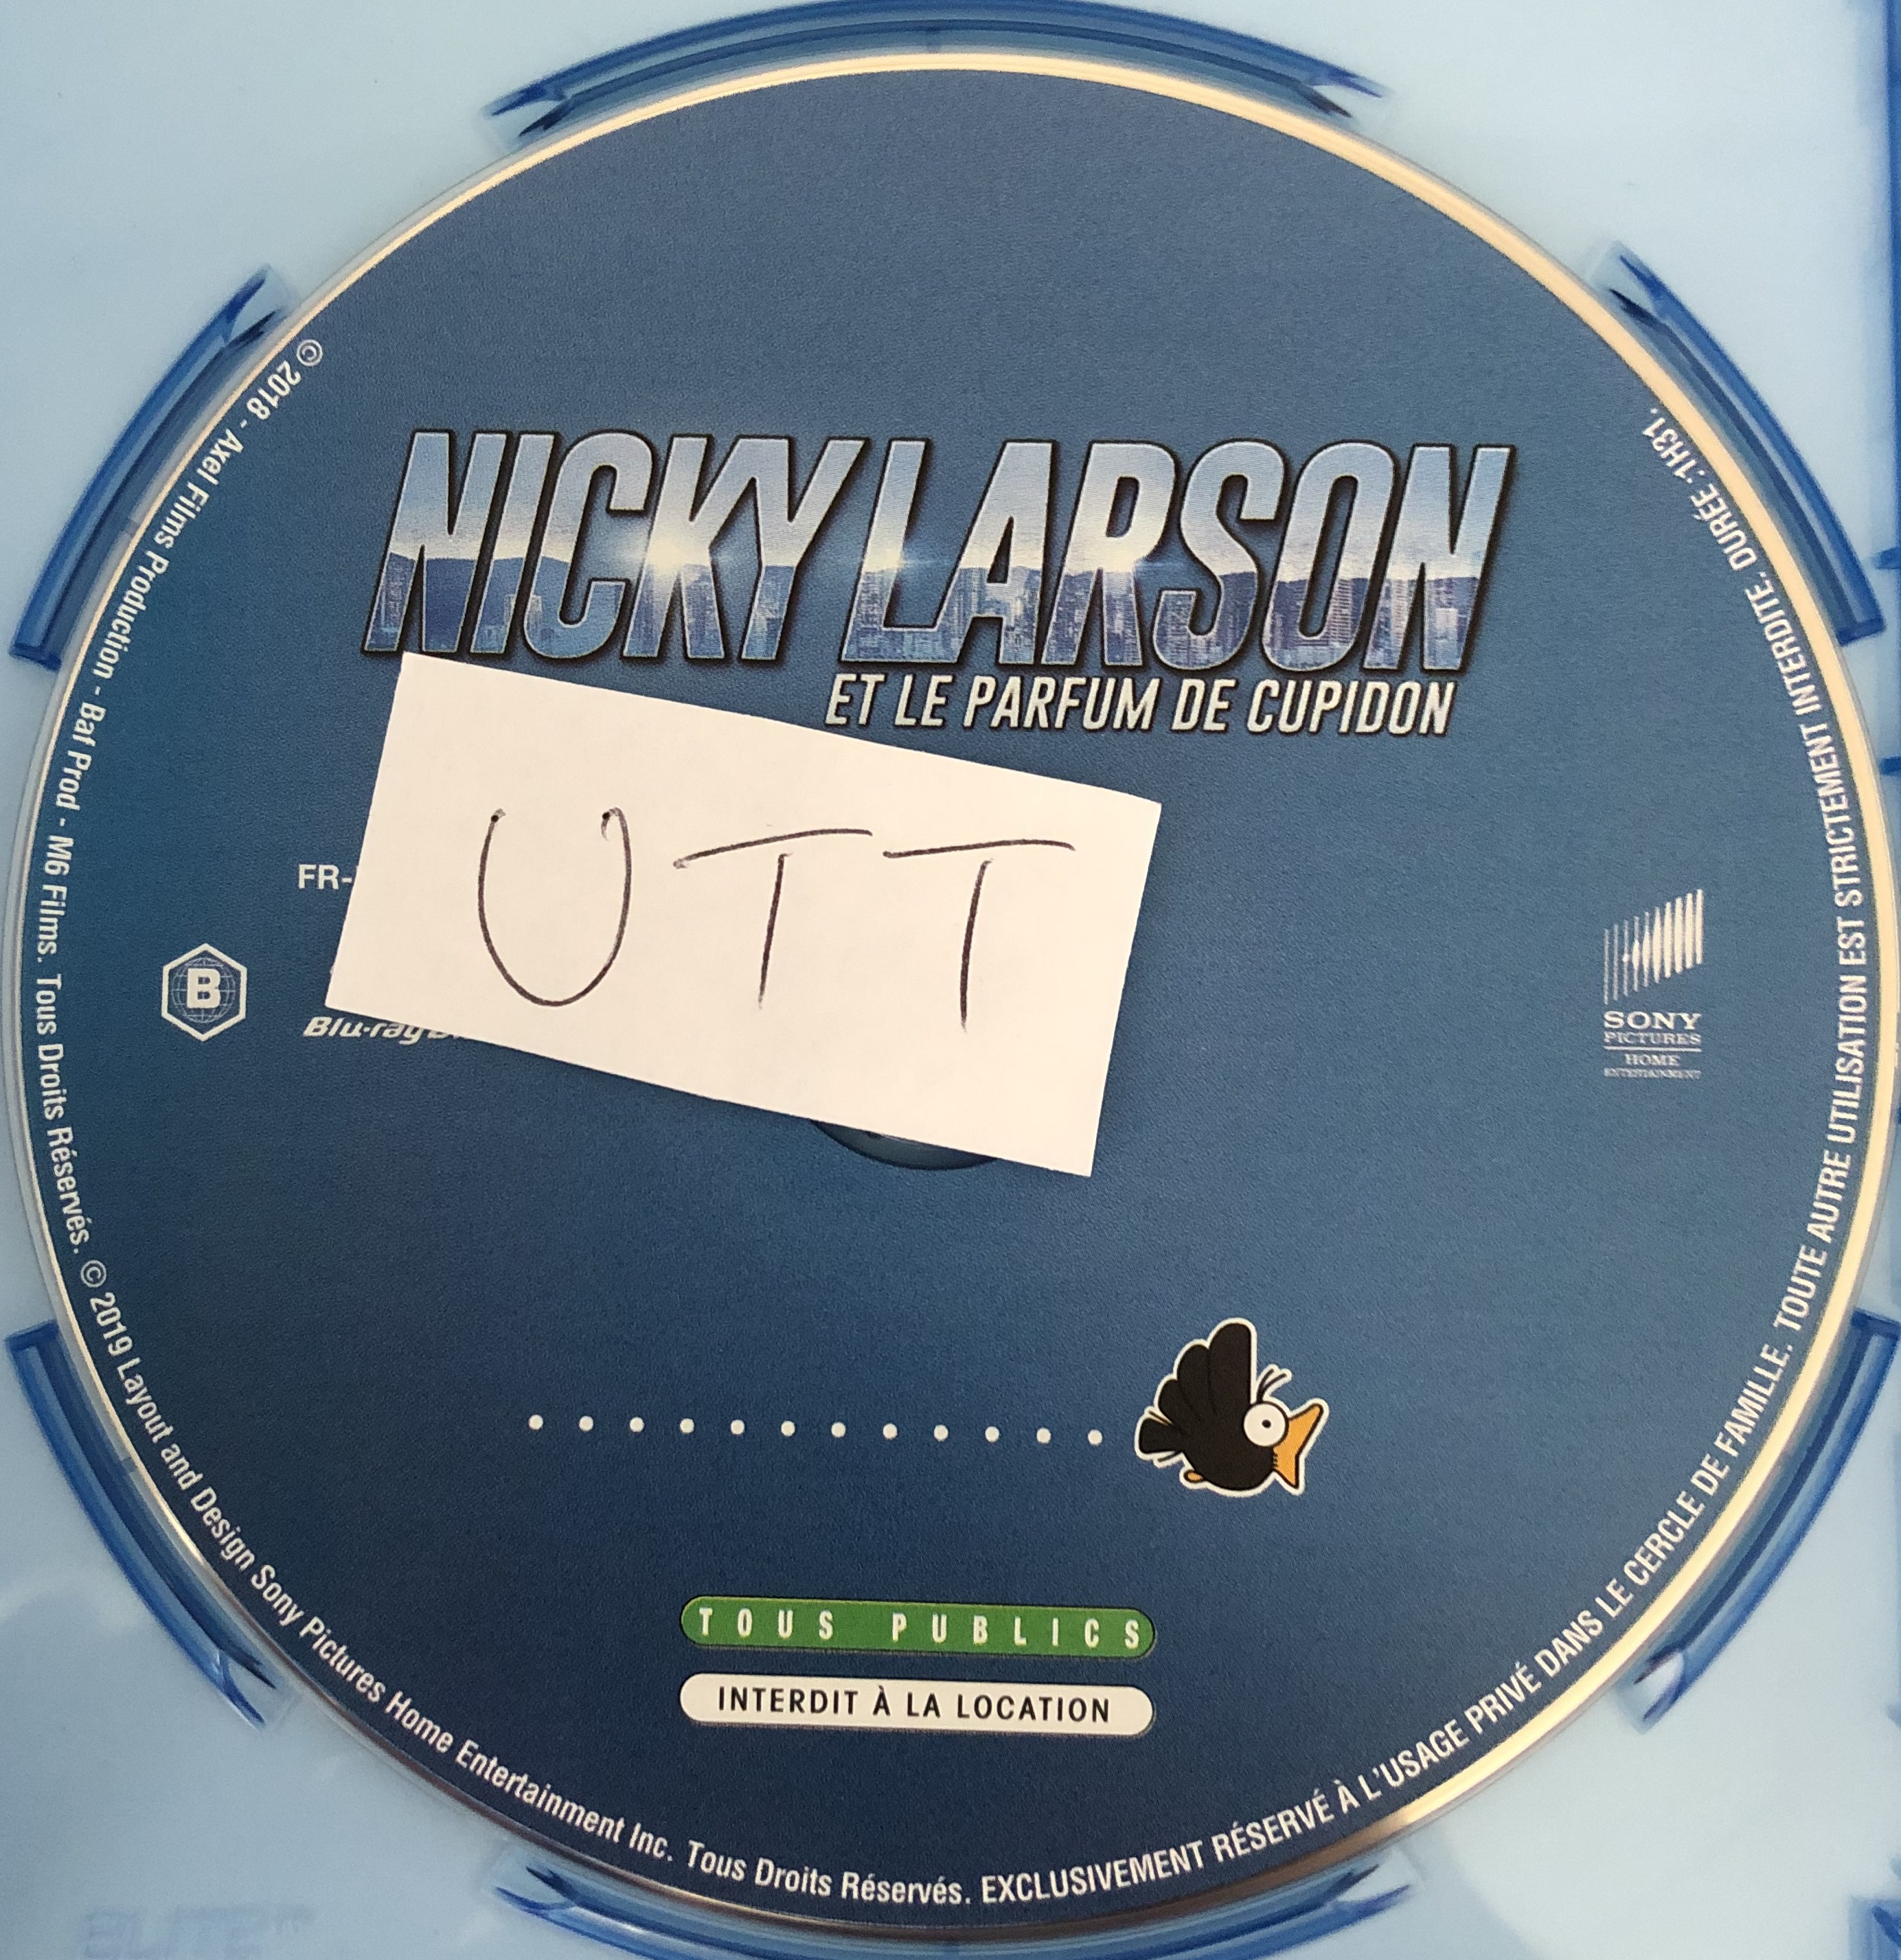 NICKY LARSON
ET LE PARFUM DE CUPIDON
UTT
FR-
B
Blu-ray
SONY
PICTURES
HOME
ENTERTAINMENT
TOUS PUBLICS
INTERDIT À LA LOCATION
© 2018 - Axel Films Production - Baf Prod - M6 Films. Tous Droits Réservés. © 2019 Layout and Design Sony Pictures Home Entertainment Inc. Tous Droits Réservés. EXCLUSIVEMENT RÉSERVÉ À L'USAGE PRIVÉ DANS LE CERCLE DE FAMILLE. TOUTE AUTRE UTILISATION EST STRICTEMENT INTERDITE. DURÉE :1H31.